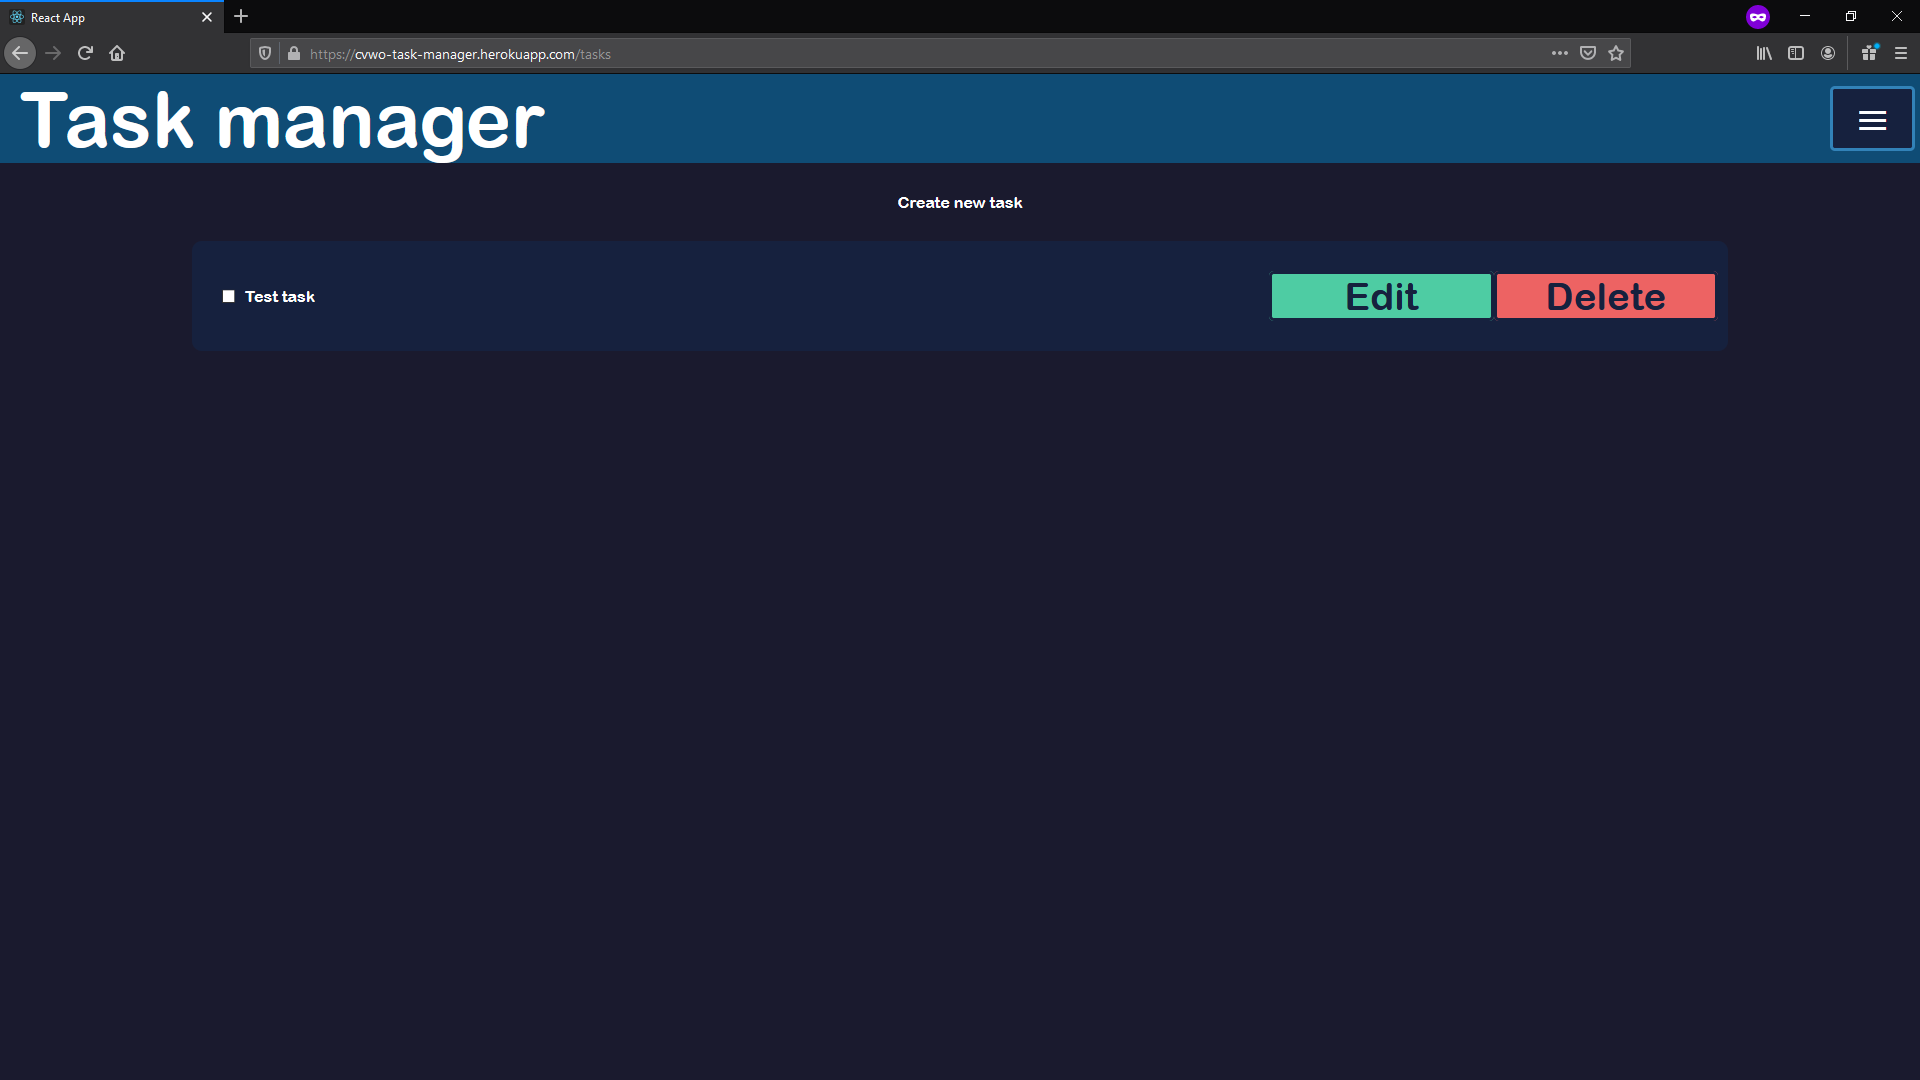 React App
https://cvwo-task-manager.herokuapp.com/tasks
Task manager
Create new task
Test task
Edit
Delete